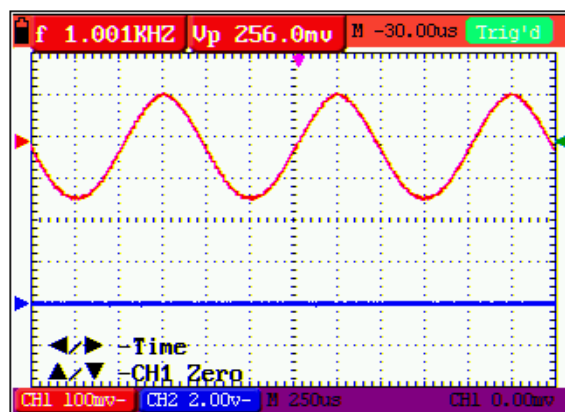 f 1.001KHZ Vp 256.0mv M -30.00us Trig'd
◀/▶ -Time
▲/▼ -CH1 Zero
CH1 100mv~ CH2 2.00v~ M 250us CH1 0.00mv